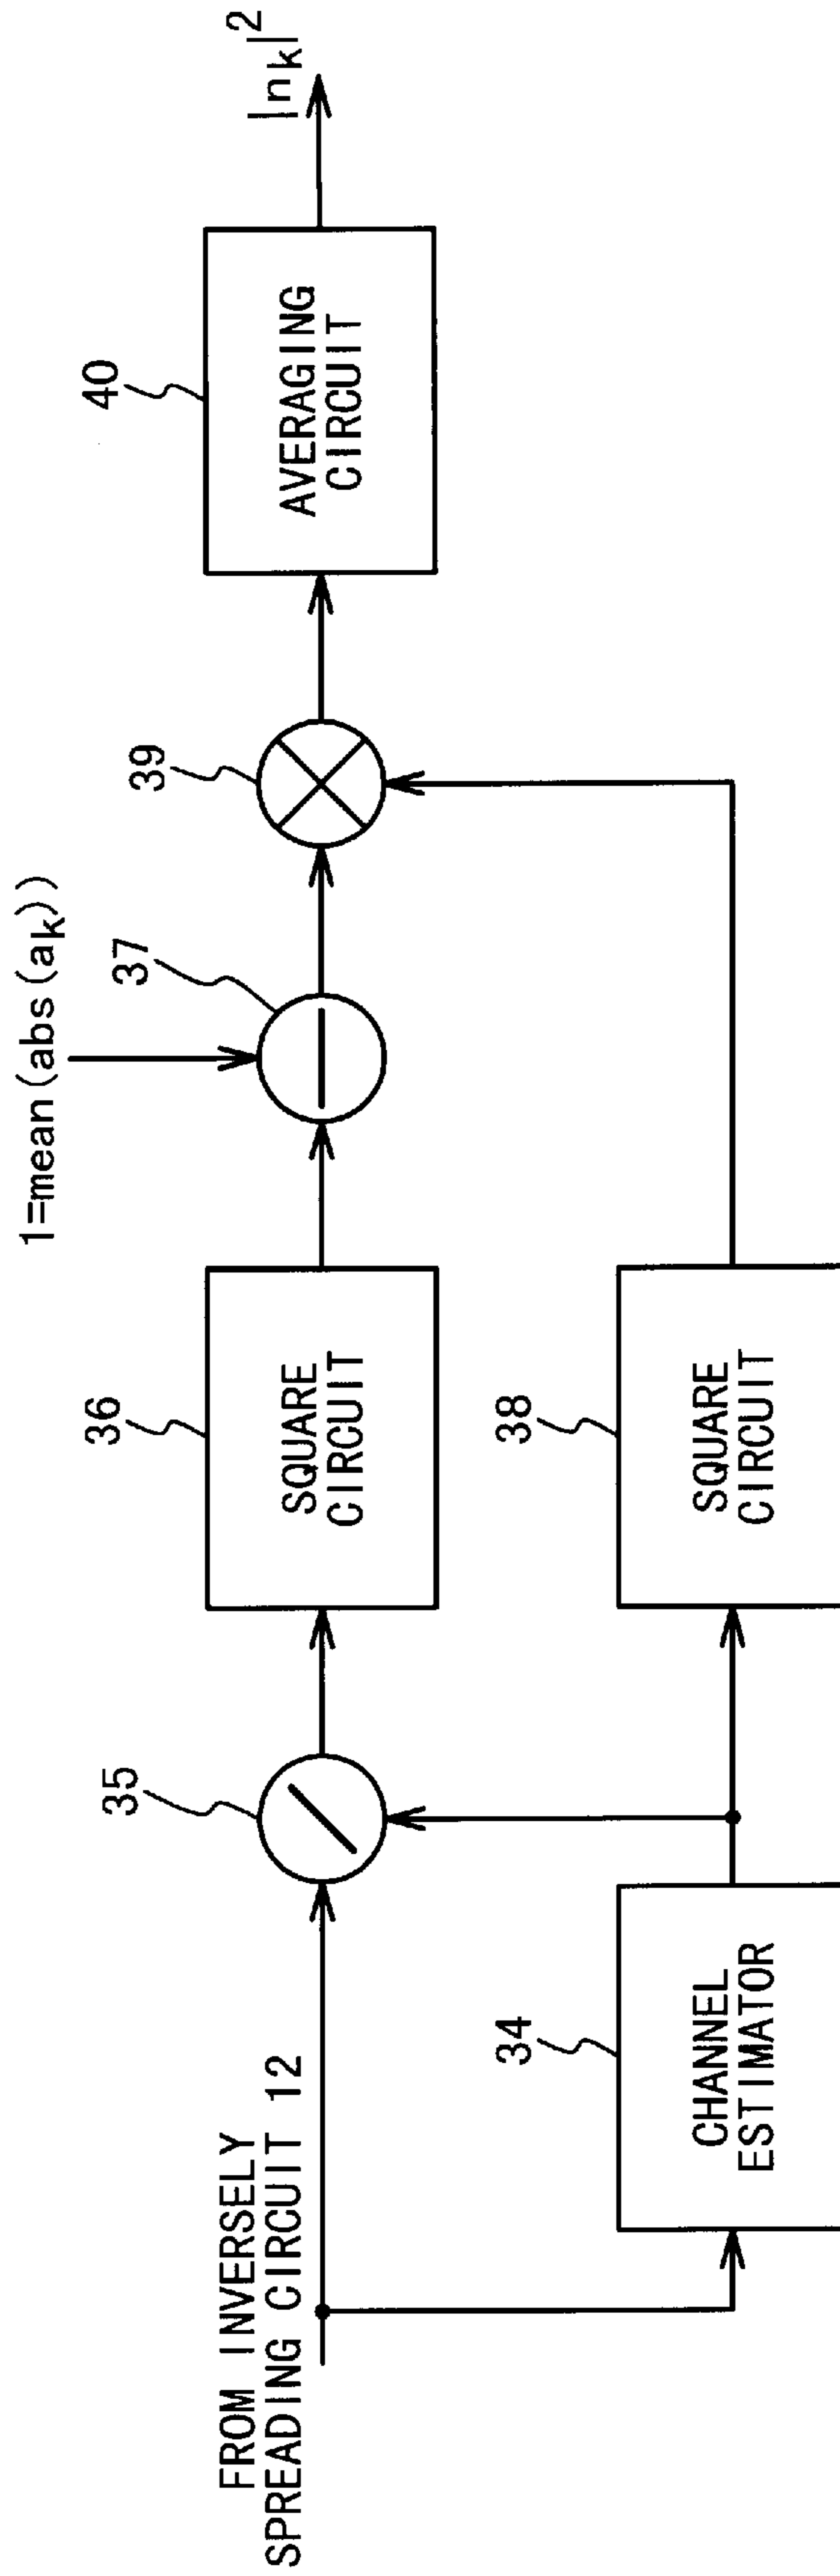 1=mean(abs(ak))
|nk|2
40
AVERAGING
CIRCUIT
39
37
36
SQUARE
CIRCUIT
38
SQUARE
CIRCUIT
35
34
CHANNEL
ESTIMATOR
FROM INVERSELY
SPREADING CIRCUIT 12